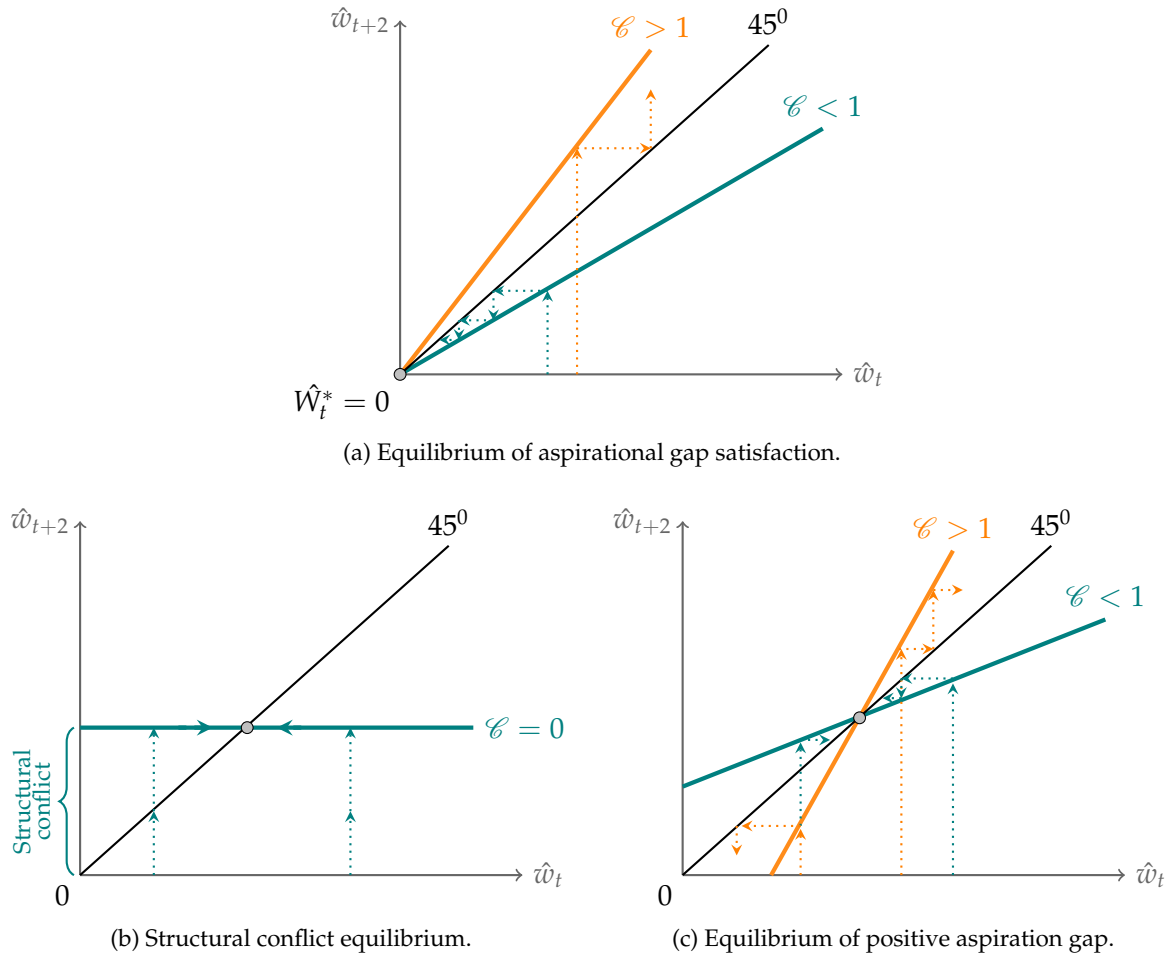 ŵ_{t+2}
𝒞 > 1
45⁰
𝒞 < 1
ŵ_t
Ŵ_t^* = 0
(a) Equilibrium of aspirational gap satisfaction.
ŵ_{t+2}
45⁰
𝒞 = 0
Structural
conflict
0
ŵ_t
(b) Structural conflict equilibrium.
ŵ_{t+2}
𝒞 > 1
45⁰
𝒞 < 1
0
ŵ_t
(c) Equilibrium of positive aspiration gap.